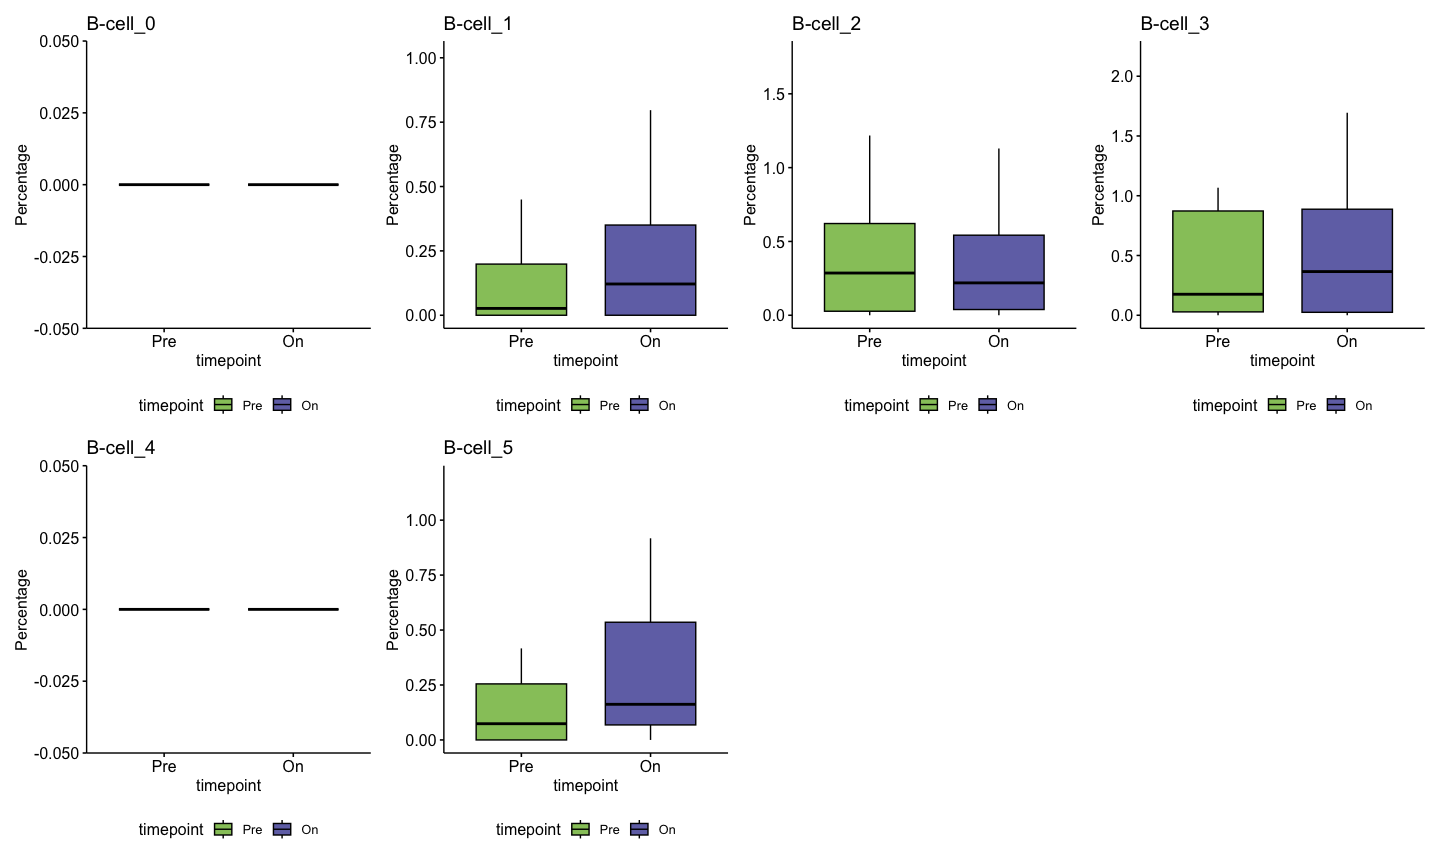 B-cell_0
0.050
0.025
0.000
-0.025
-0.050
Percentage
Pre On
timepoint
timepoint Pre On
B-cell_1
1.00
0.75
0.50
0.25
0.00
Percentage
Pre On
timepoint
timepoint Pre On
B-cell_2
1.5
1.0
0.5
0.0
Percentage
Pre On
timepoint
timepoint Pre On
B-cell_3
2.0
1.5
1.0
0.5
0.0
Percentage
Pre On
timepoint
timepoint Pre On
B-cell_4
0.050
0.025
0.000
-0.025
-0.050
Percentage
Pre On
timepoint
timepoint Pre On
B-cell_5
1.00
0.75
0.50
0.25
0.00
Percentage
Pre On
timepoint
timepoint Pre On